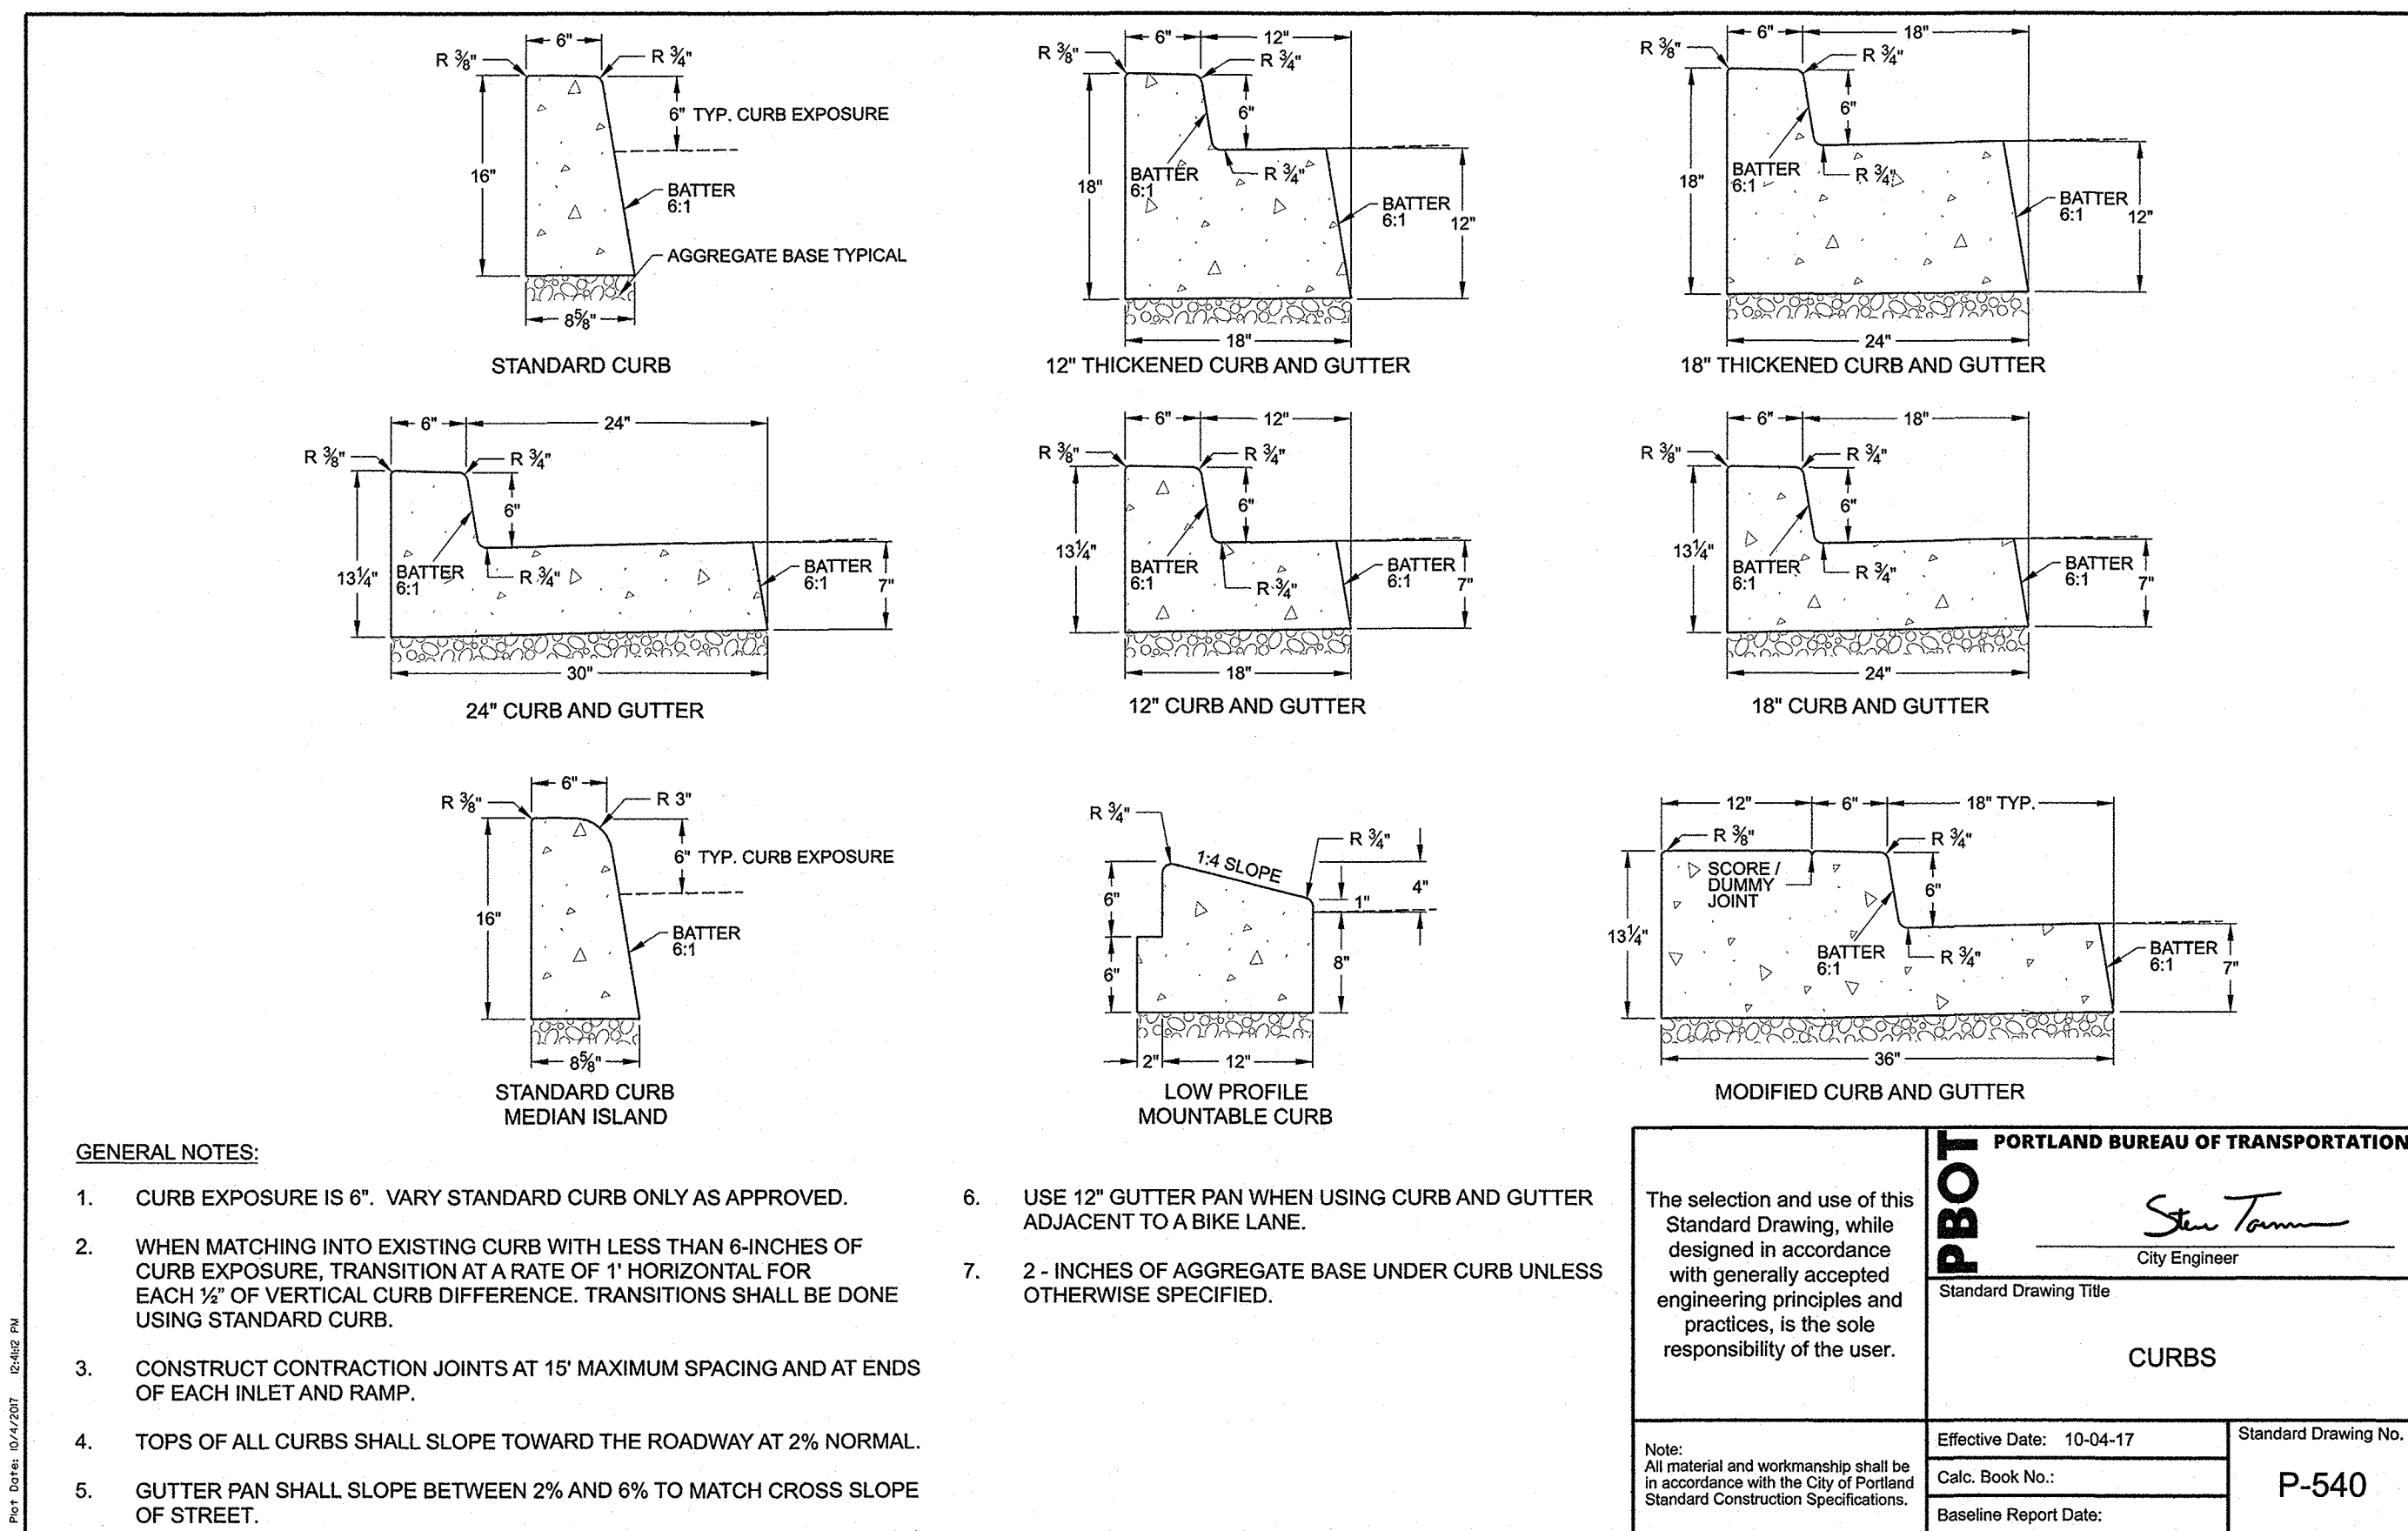 6"
R 3/8"
R 3/4"
6" TYP. CURB EXPOSURE
16"
BATTER
6:1
AGGREGATE BASE TYPICAL
8 5/8"
STANDARD CURB
6"
12"
R 3/8"
R 3/4"
6"
18"
BATTER
6:1
R 3/4"
BATTER
6:1
12"
18"
12" THICKENED CURB AND GUTTER
6"
18"
R 3/8"
R 3/4"
6"
18"
BATTER
6:1
R 3/4"
BATTER
6:1
12"
24"
18" THICKENED CURB AND GUTTER
6"
24"
R 3/8"
R 3/4"
6"
13 1/4"
BATTER
6:1
R 3/4"
BATTER
6:1
7"
30"
24" CURB AND GUTTER
6"
12"
R 3/8"
R 3/4"
6"
13 1/4"
BATTER
6:1
R 3/4"
BATTER
6:1
7"
18"
12" CURB AND GUTTER
6"
18"
R 3/8"
R 3/4"
6"
13 1/4"
BATTER
6:1
R 3/4"
BATTER
6:1
7"
24"
18" CURB AND GUTTER
6"
R 3/8"
R 3"
6" TYP. CURB EXPOSURE
16"
BATTER
6:1
8 5/8"
STANDARD CURB
MEDIAN ISLAND
R 3/4"
R 3/4"
1:4 SLOPE
6"
4"
1"
6"
8"
2"
12"
LOW PROFILE
MOUNTABLE CURB
12"
6"
18" TYP.
R 3/8"
R 3/4"
SCORE /
DUMMY
JOINT
6"
13 1/4"
BATTER
6:1
R 3/4"
BATTER
6:1
7"
36"
MODIFIED CURB AND GUTTER
GENERAL NOTES:
1. CURB EXPOSURE IS 6". VARY STANDARD CURB ONLY AS APPROVED.
2. WHEN MATCHING INTO EXISTING CURB WITH LESS THAN 6-INCHES OF
CURB EXPOSURE, TRANSITION AT A RATE OF 1' HORIZONTAL FOR
EACH ½" OF VERTICAL CURB DIFFERENCE. TRANSITIONS SHALL BE DONE
USING STANDARD CURB.
3. CONSTRUCT CONTRACTION JOINTS AT 15' MAXIMUM SPACING AND AT ENDS
OF EACH INLET AND RAMP.
4. TOPS OF ALL CURBS SHALL SLOPE TOWARD THE ROADWAY AT 2% NORMAL.
5. GUTTER PAN SHALL SLOPE BETWEEN 2% AND 6% TO MATCH CROSS SLOPE
OF STREET.
6. USE 12" GUTTER PAN WHEN USING CURB AND GUTTER
ADJACENT TO A BIKE LANE.
7. 2 - INCHES OF AGGREGATE BASE UNDER CURB UNLESS
OTHERWISE SPECIFIED.
The selection and use of this
Standard Drawing, while
designed in accordance
with generally accepted
engineering principles and
practices, is the sole
responsibility of the user.
Note:
All material and workmanship shall be
in accordance with the City of Portland
Standard Construction Specifications.
PBOT
PORTLAND BUREAU OF TRANSPORTATION
City Engineer
Standard Drawing Title
CURBS
Effective Date: 10-04-17
Calc. Book No.:
Baseline Report Date:
Standard Drawing No.
P-540
Plot Date: 10/4/2017 12:41:12 PM